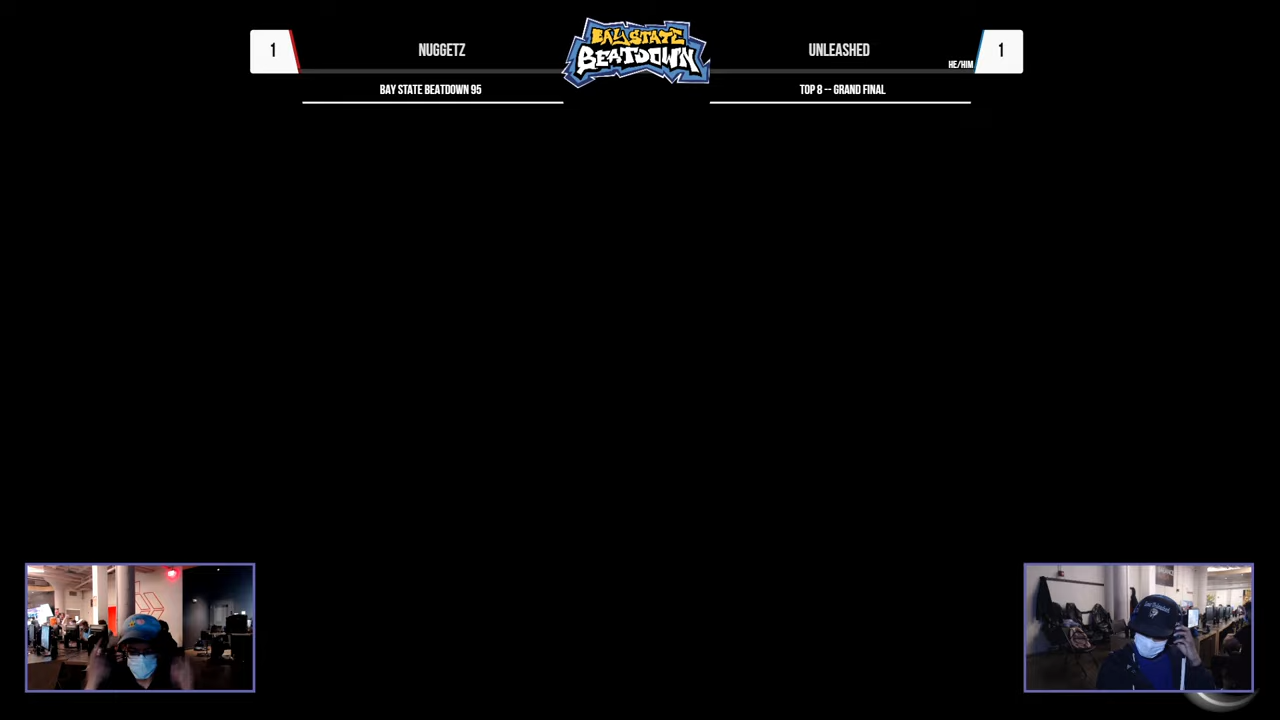 1
NUGGETZ
BAY STATE
BEATDOWN
UNLEASHED
HE/HIM
1
BAY STATE BEATDOWN 95
TOP 8 -- GRAND FINAL